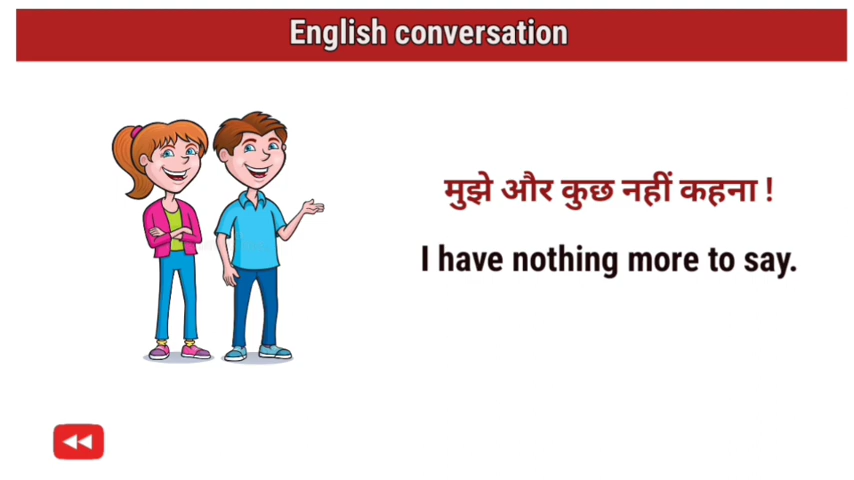 English conversation
मुझे और कुछ नहीं कहना !
I have nothing more to say.